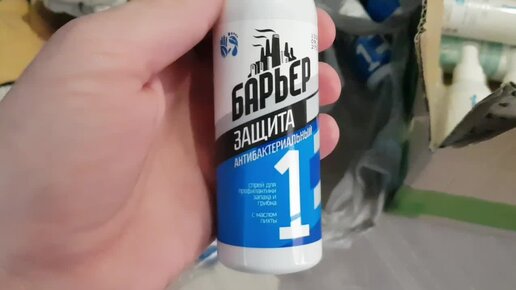 БАРЬЕР
ЗАЩИТА
АНТИБАКТЕРИАЛЬНЫЙ
1
спрей для
профилактики
запаха и
грибка
с маслом
пихты